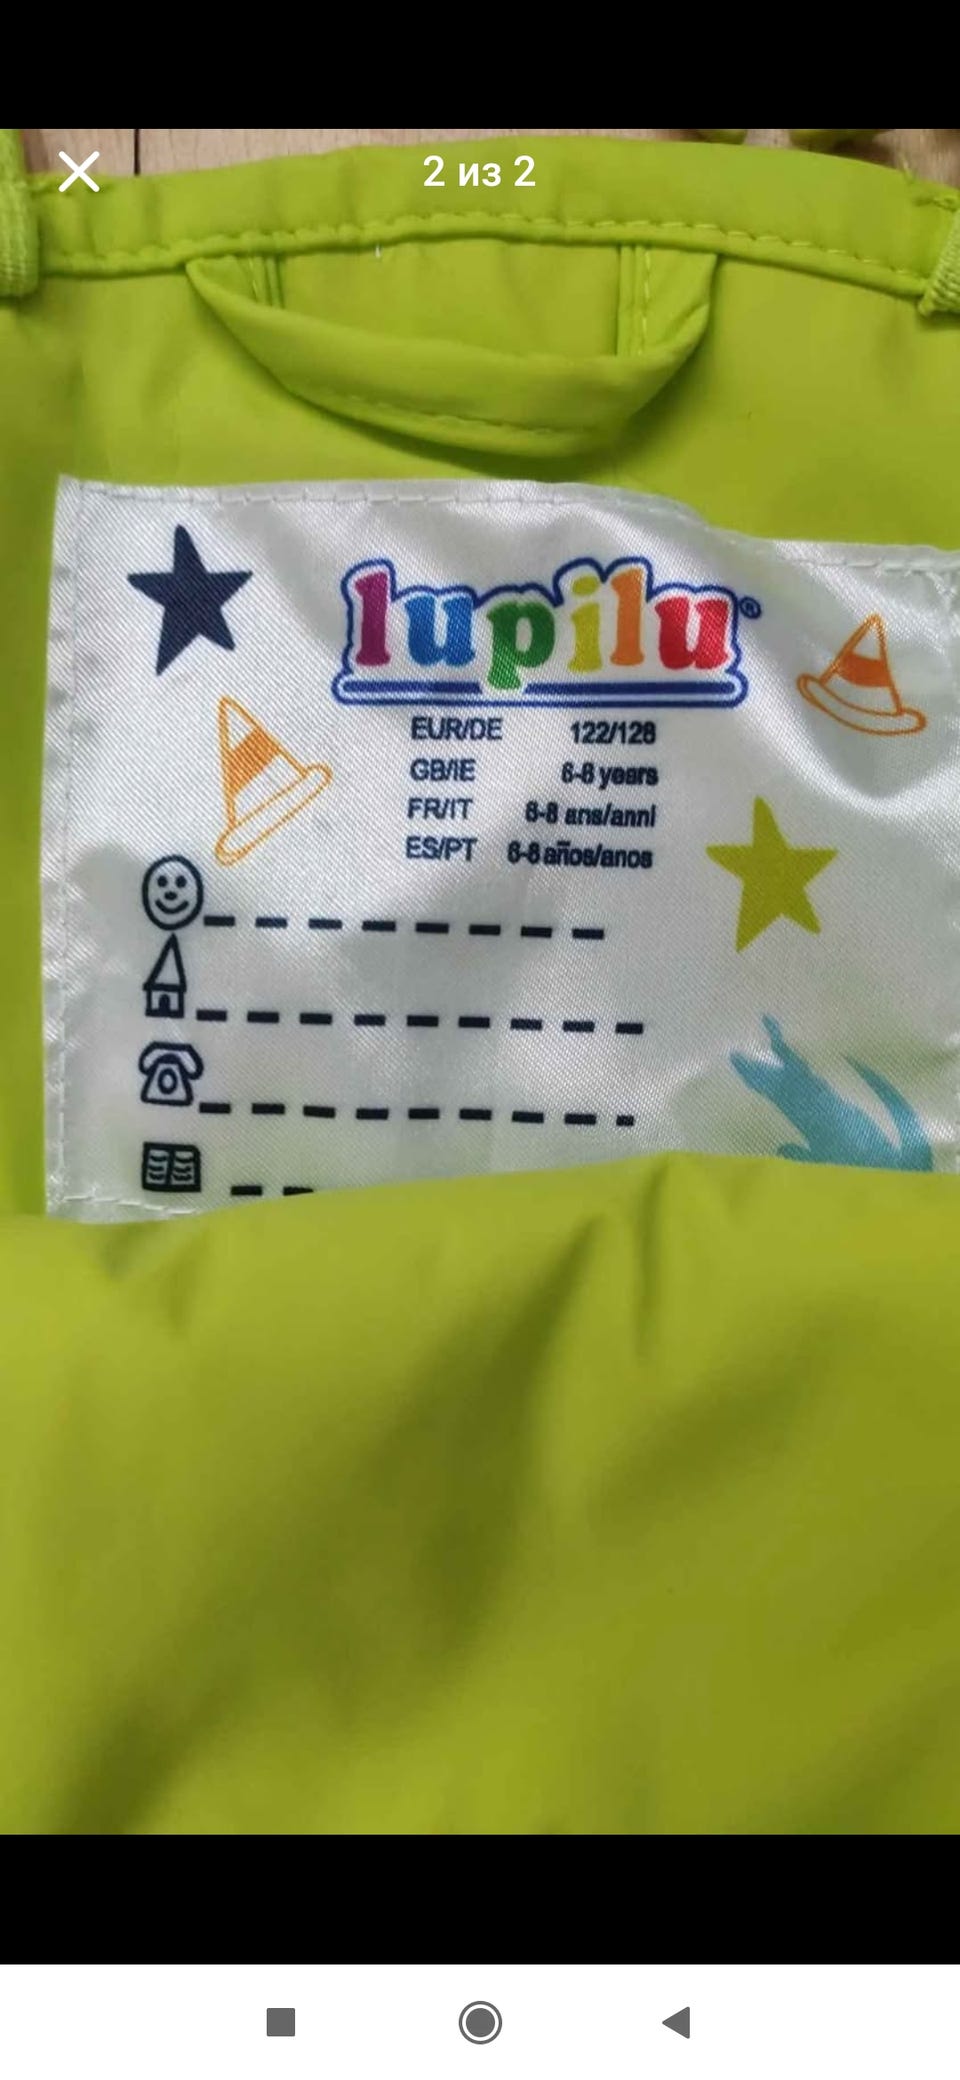 2 из 2
lupilu®
EUR/DE 122/128
GB/IE 6-8 years
FR/IT 6-8 ans/anni
ES/PT 6-8 años/anos